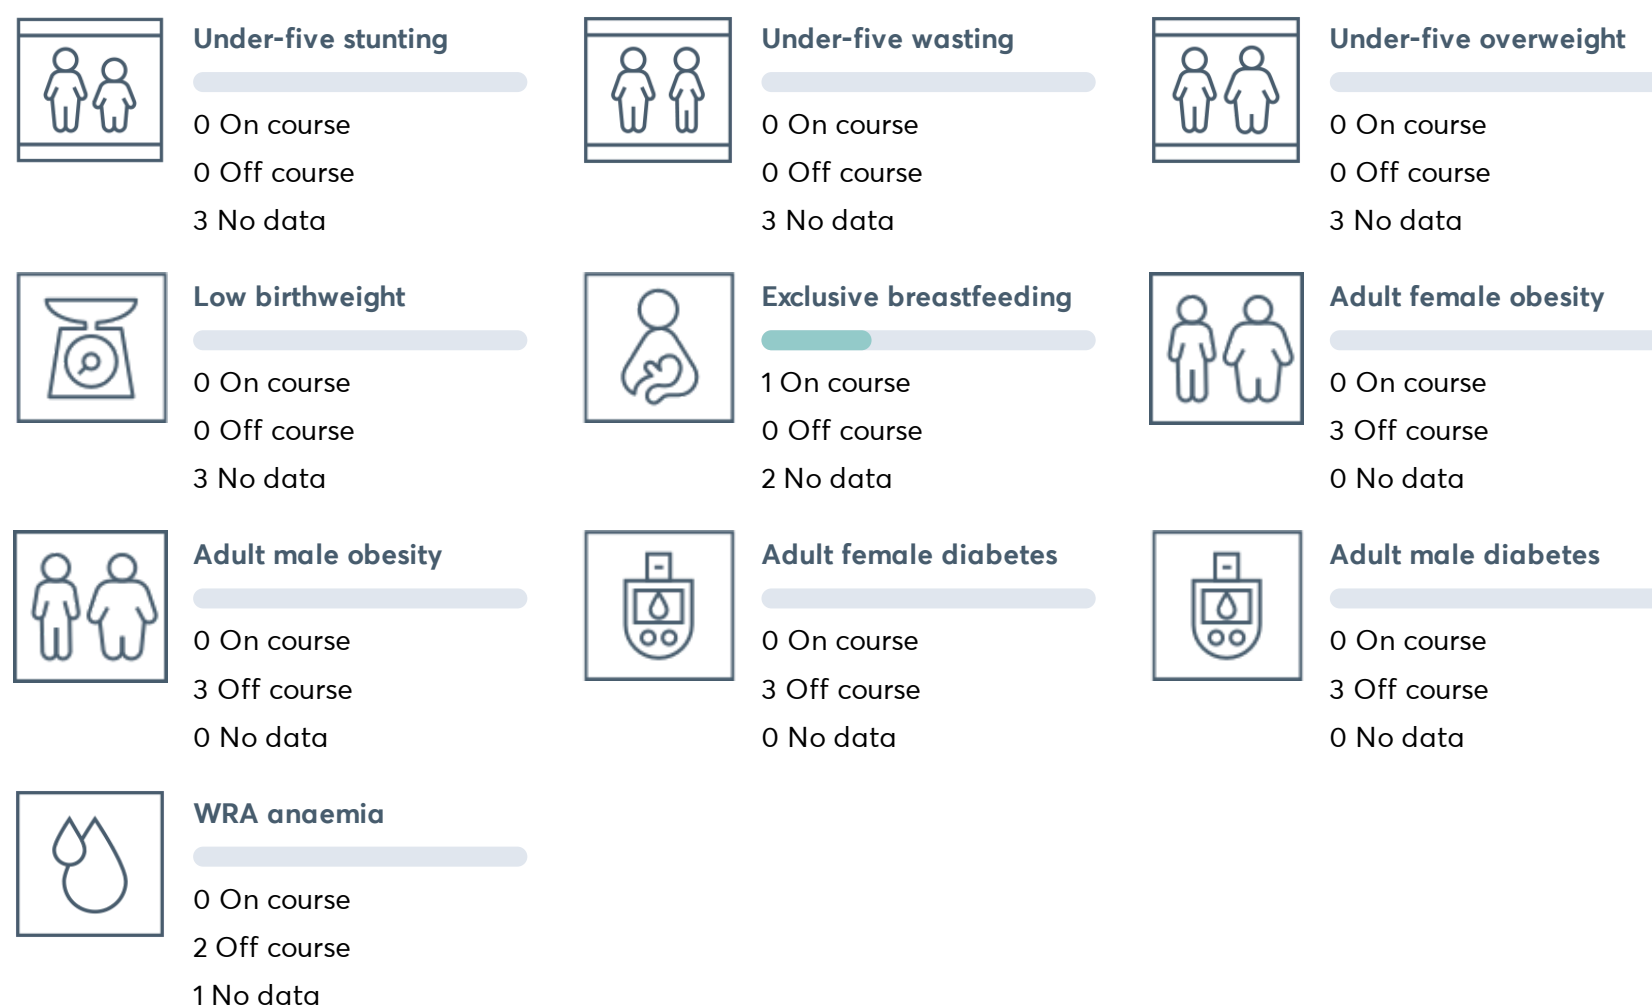 Under-five stunting
0 On course
0 Off course
3 No data
Under-five wasting
0 On course
0 Off course
3 No data
Under-five overweight
0 On course
0 Off course
3 No data
Low birthweight
0 On course
0 Off course
3 No data
Exclusive breastfeeding
1 On course
0 Off course
2 No data
Adult female obesity
0 On course
3 Off course
0 No data
Adult male obesity
0 On course
3 Off course
0 No data
Adult female diabetes
0 On course
3 Off course
0 No data
Adult male diabetes
0 On course
3 Off course
0 No data
WRA anaemia
0 On course
2 Off course
1 No data